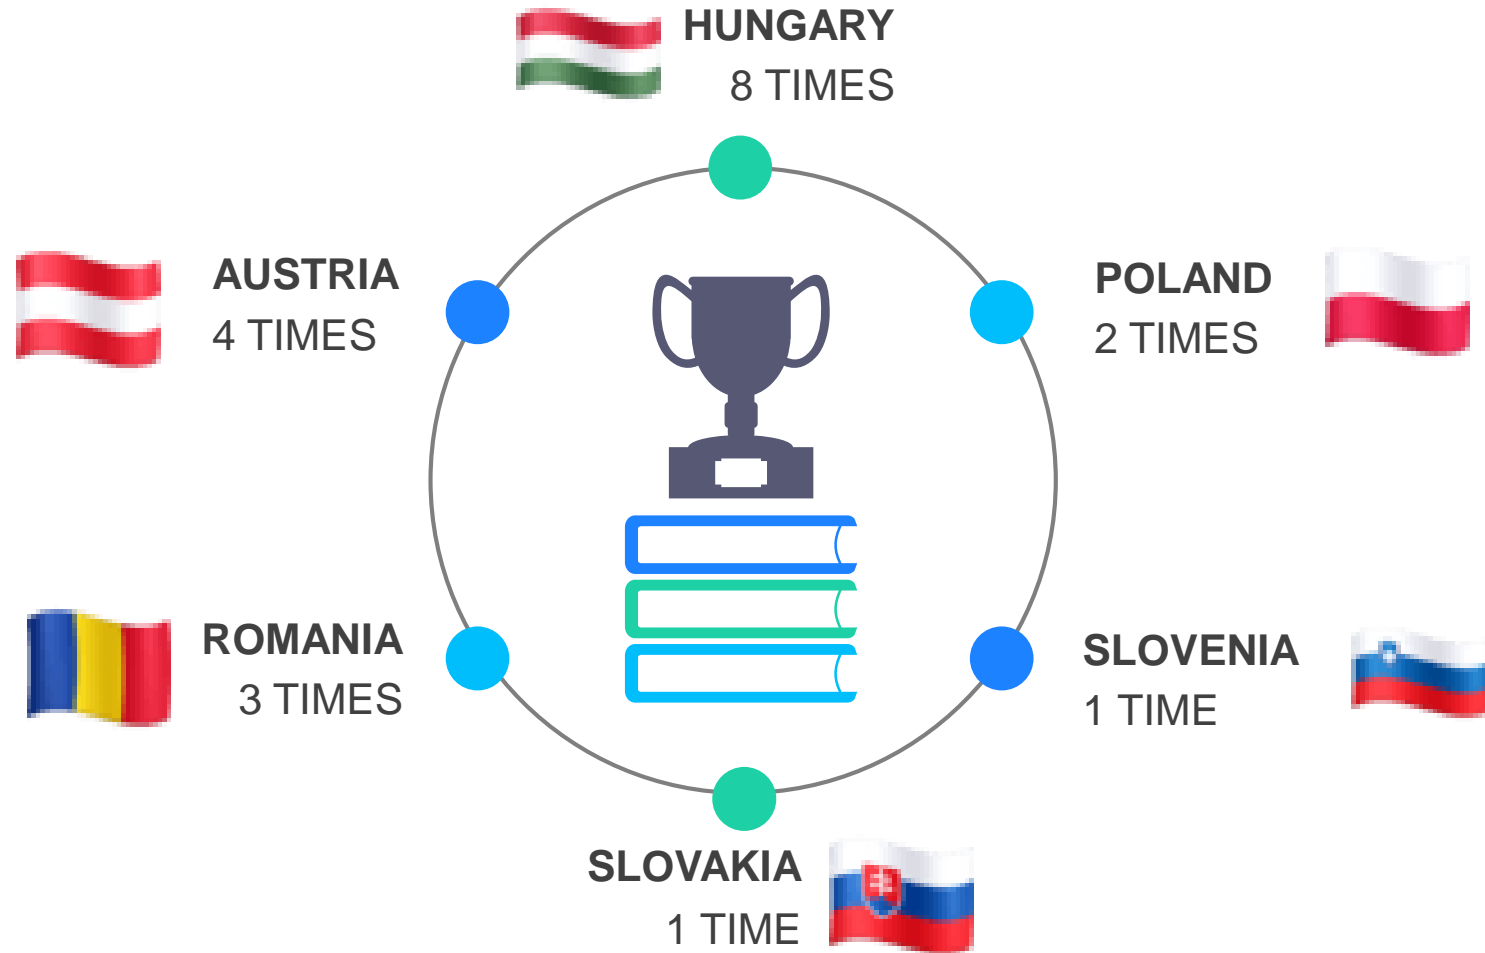 HUNGARY
8 TIMES
AUSTRIA
4 TIMES
POLAND
2 TIMES
ROMANIA
3 TIMES
SLOVENIA
1 TIME
SLOVAKIA
1 TIME